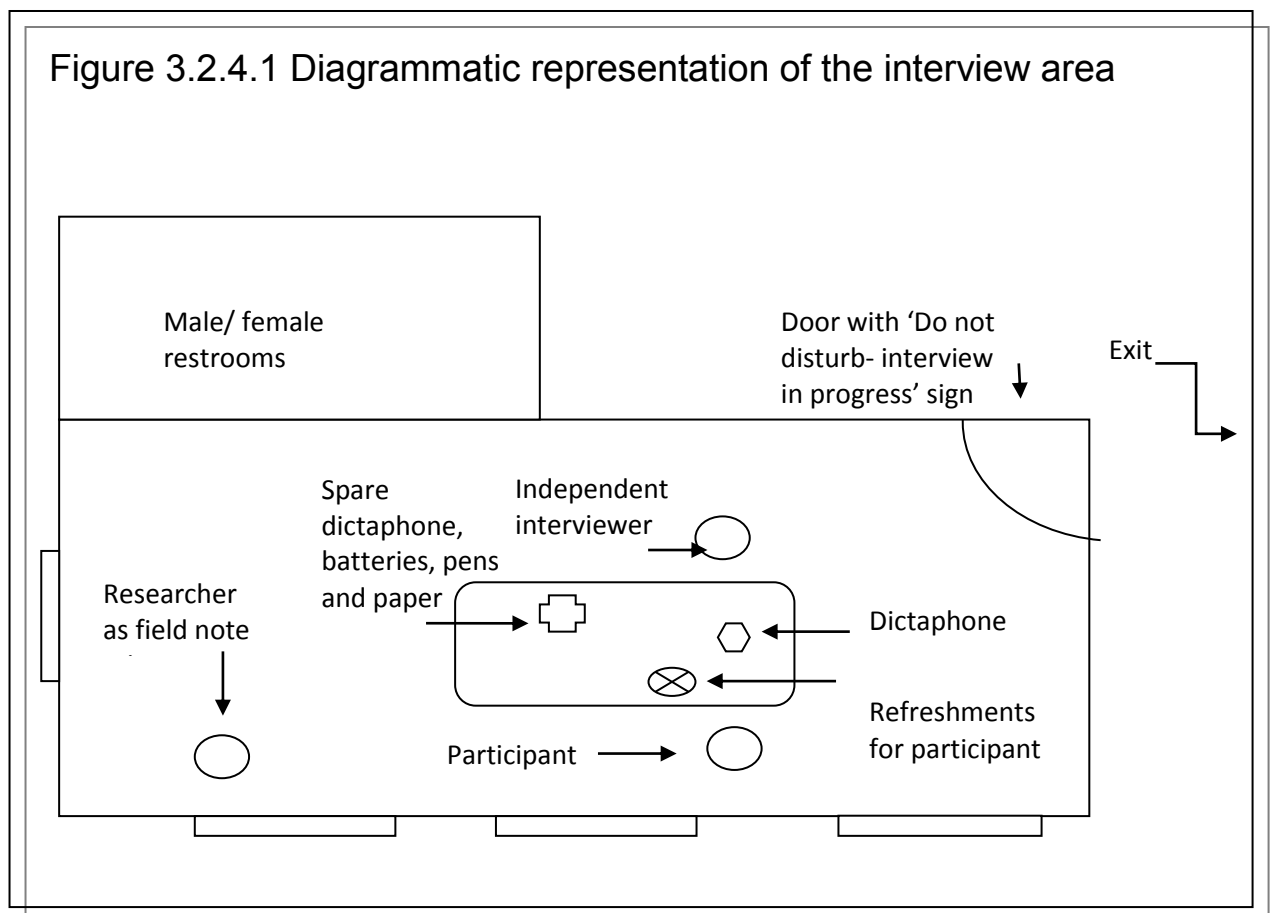 Figure 3.2.4.1 Diagrammatic representation of the interview area
Male/ female
restrooms
Door with ‘Do not
disturb- interview
in progress’ sign
Exit
Spare
dictaphone,
batteries, pens
and paper
Independent
interviewer
Researcher
as field note
Dictaphone
Refreshments
for participant
Participant